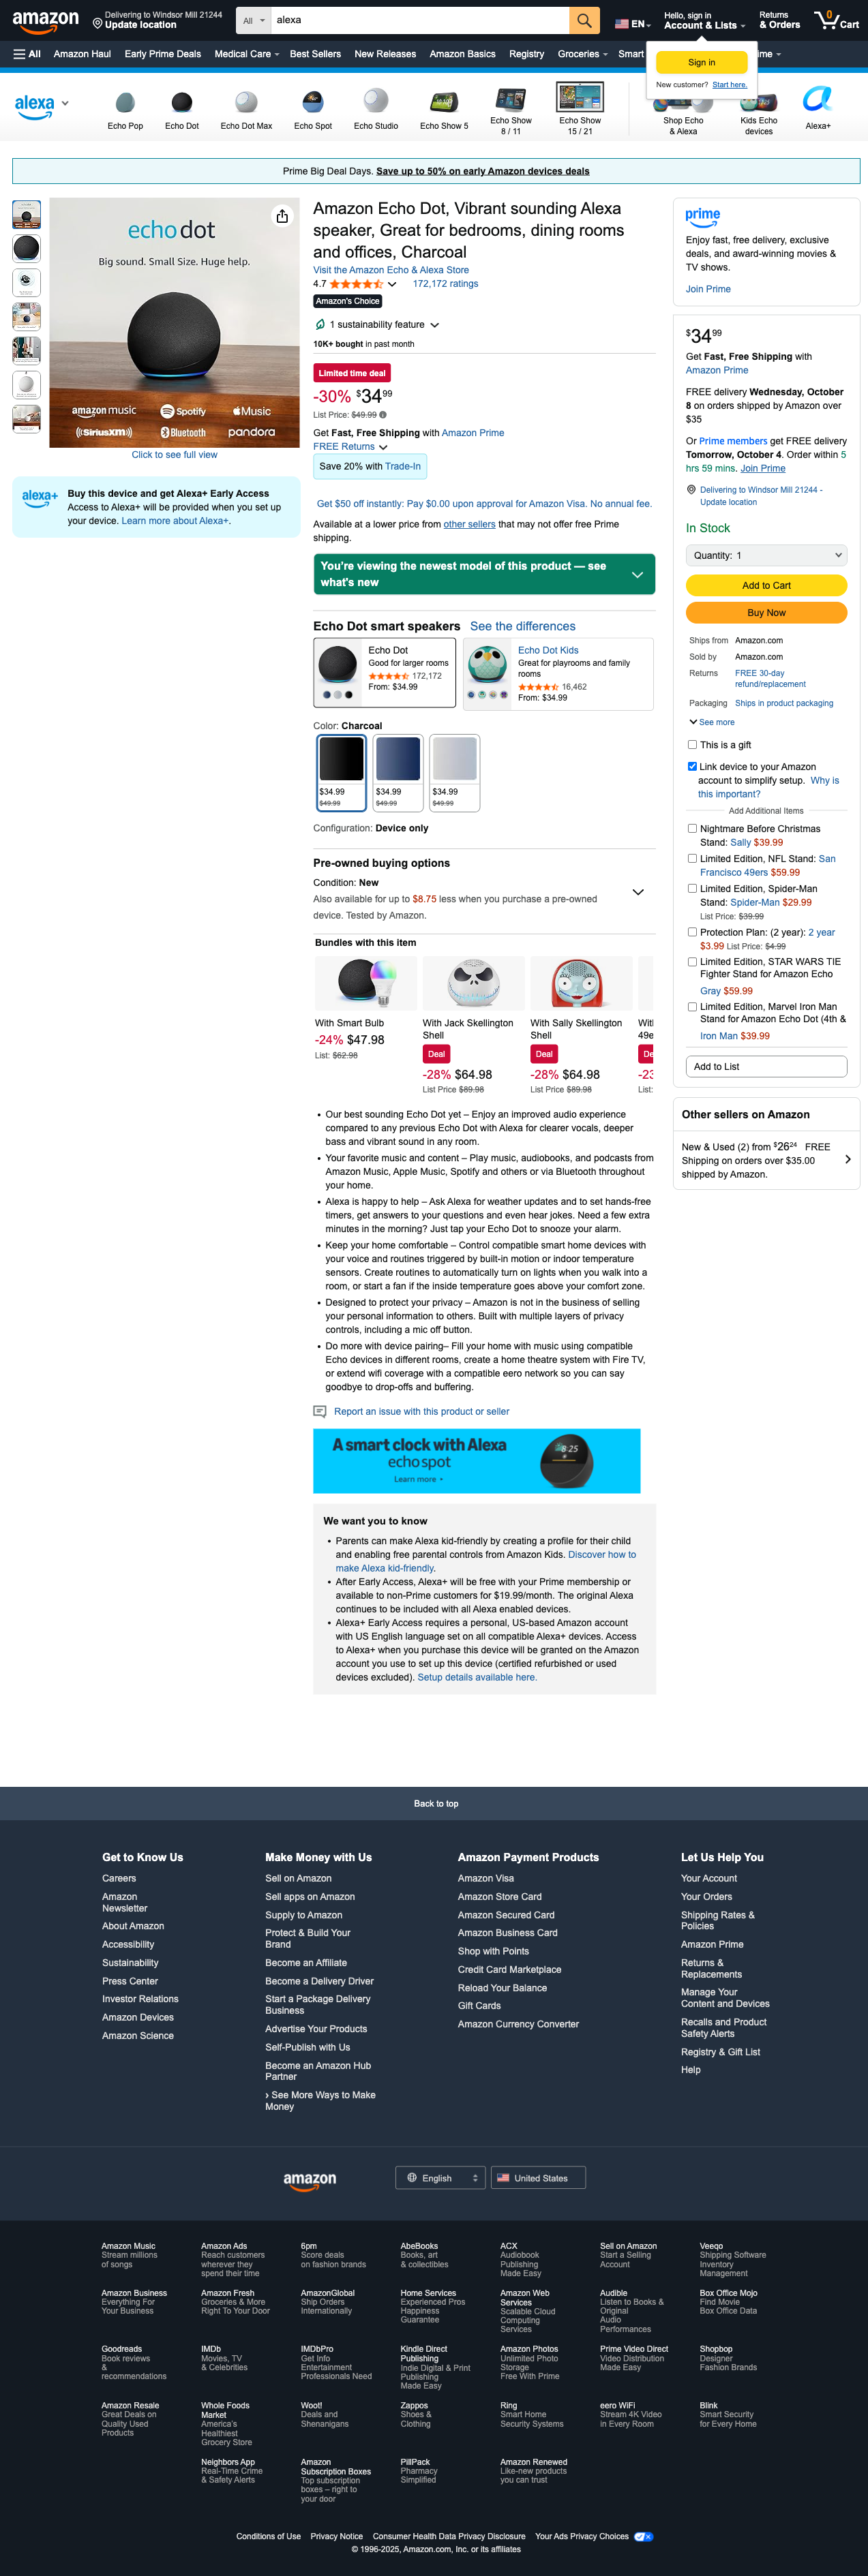 amazon
Delivering to Windsor Mill 21244
Update location
All
alexa
EN
Hello, sign in
Account & Lists
Returns
& Orders
0
Cart
All
Amazon Haul
Early Prime Deals
Medical Care
Best Sellers
New Releases
Amazon Basics
Registry
Groceries
Smart
me
Sign in
New customer? Start here.
alexa
Echo Pop
Echo Dot
Echo Dot Max
Echo Spot
Echo Studio
Echo Show 5
Echo Show
8 / 11
Echo Show
15 / 21
Shop Echo
& Alexa
Kids Echo
devices
Alexa+
Prime Big Deal Days. Save up to 50% on early Amazon devices deals
echo dot
Big sound. Small Size. Huge help.
amazon music
Spotify
Music
((SiriusXM))
Bluetooth
pandora
Click to see full view
alexa+
Buy this device and get Alexa+ Early Access
Access to Alexa+ will be provided when you set up
your device. Learn more about Alexa+.
Amazon Echo Dot, Vibrant sounding Alexa
speaker, Great for bedrooms, dining rooms
and offices, Charcoal
Visit the Amazon Echo & Alexa Store
4.7
172,172 ratings
Amazon's Choice
1 sustainability feature
10K+ bought in past month
Limited time deal
-30% $34 99
List Price: $49.99
Get Fast, Free Shipping with Amazon Prime
FREE Returns
Save 20% with Trade-In
Get $50 off instantly: Pay $0.00 upon approval for Amazon Visa. No annual fee.
Available at a lower price from other sellers that may not offer free Prime
shipping.
You're viewing the newest model of this product — see
what's new
Echo Dot smart speakers
See the differences
Echo Dot
Good for larger rooms
172,172
From: $34.99
Echo Dot Kids
Great for playrooms and family
rooms
16,462
From: $34.99
Color: Charcoal
$34.99
$49.99
$34.99
$49.99
$34.99
$49.99
Configuration: Device only
Pre-owned buying options
Condition: New
Also available for up to $8.75 less when you purchase a pre-owned
device. Tested by Amazon.
Bundles with this item
With Smart Bulb
-24% $47.98
List: $62.98
With Jack Skellington
Shell
Deal
-28% $64.98
List Price $89.98
With Sally Skellington
Shell
Deal
-28% $64.98
List Price $89.98
• Our best sounding Echo Dot yet – Enjoy an improved audio experience
compared to any previous Echo Dot with Alexa for clearer vocals, deeper
bass and vibrant sound in any room.
• Your favorite music and content – Play music, audiobooks, and podcasts from
Amazon Music, Apple Music, Spotify and others or via Bluetooth throughout
your home.
• Alexa is happy to help – Ask Alexa for weather updates and to set hands-free
timers, get answers to your questions and even hear jokes. Need a few extra
minutes in the morning? Just tap your Echo Dot to snooze your alarm.
• Keep your home comfortable – Control compatible smart home devices with
your voice and routines triggered by built-in motion or indoor temperature
sensors. Create routines to automatically turn on lights when you walk into a
room, or start a fan if the inside temperature goes above your comfort zone.
• Designed to protect your privacy – Amazon is not in the business of selling
your personal information to others. Built with multiple layers of privacy
controls, including a mic off button.
• Do more with device pairing– Fill your home with music using compatible
Echo devices in different rooms, create a home theatre system with Fire TV,
or extend wifi coverage with a compatible eero network so you can say
goodbye to drop-offs and buffering.
Report an issue with this product or seller
A smart clock with Alexa
echo spot
Learn more
8:25
We want you to know
• Parents can make Alexa kid-friendly by creating a profile for their child
and enabling free parental controls from Amazon Kids. Discover how to
make Alexa kid-friendly.
• After Early Access, Alexa+ will be free with your Prime membership or
available to non-Prime customers for $19.99/month. The original Alexa
continues to be included with all Alexa enabled devices.
• Alexa+ Early Access requires a personal, US-based Amazon account
with US English language set on all compatible Alexa+ devices. Access
to Alexa+ when you purchase this device will be granted on the Amazon
account you use to set up this device (certified refurbished or used
devices excluded). Setup details available here.
prime
Enjoy fast, free delivery, exclusive
deals, and award-winning movies &
TV shows.
Join Prime
$34 99
Get Fast, Free Shipping with
Amazon Prime
FREE delivery Wednesday, October
8 on orders shipped by Amazon over
$35
Or Prime members get FREE delivery
Tomorrow, October 4. Order within 5
hrs 59 mins. Join Prime
Delivering to Windsor Mill 21244 -
Update location
In Stock
Quantity: 1
Add to Cart
Buy Now
Ships from Amazon.com
Sold by Amazon.com
Returns FREE 30-day
refund/replacement
Packaging Ships in product packaging
See more
This is a gift
Link device to your Amazon
account to simplify setup. Why is
this important?
Add Additional Items
Nightmare Before Christmas
Stand: Sally $39.99
Limited Edition, NFL Stand: San
Francisco 49ers $59.99
Limited Edition, Spider-Man
Stand: Spider-Man $29.99
List Price: $39.99
Protection Plan: (2 year): 2 year
$3.99 List Price: $4.99
Limited Edition, STAR WARS TIE
Fighter Stand for Amazon Echo
Gray $59.99
Limited Edition, Marvel Iron Man
Stand for Amazon Echo Dot (4th &
Iron Man $39.99
Add to List
Other sellers on Amazon
New & Used (2) from $26 24 FREE
Shipping on orders over $35.00
shipped by Amazon.
Back to top
Get to Know Us
Careers
Amazon
Newsletter
About Amazon
Accessibility
Sustainability
Press Center
Investor Relations
Amazon Devices
Amazon Science
Make Money with Us
Sell on Amazon
Sell apps on Amazon
Supply to Amazon
Protect & Build Your
Brand
Become an Affiliate
Become a Delivery Driver
Start a Package Delivery
Business
Advertise Your Products
Self-Publish with Us
Become an Amazon Hub
Partner
› See More Ways to Make
Money
Amazon Payment Products
Amazon Visa
Amazon Store Card
Amazon Secured Card
Amazon Business Card
Shop with Points
Credit Card Marketplace
Reload Your Balance
Gift Cards
Amazon Currency Converter
Let Us Help You
Your Account
Your Orders
Shipping Rates &
Policies
Amazon Prime
Returns &
Replacements
Manage Your
Content and Devices
Recalls and Product
Safety Alerts
Registry & Gift List
Help
amazon
English
United States
Amazon Music
Stream millions
of songs
Amazon Ads
Reach customers
wherever they
spend their time
6pm
Score deals
on fashion brands
AbeBooks
Books, art
& collectibles
ACX
Audiobook
Publishing
Made Easy
Sell on Amazon
Start a Selling
Account
Veeqo
Shipping Software
Inventory
Management
Amazon Business
Everything For
Your Business
Amazon Fresh
Groceries & More
Right To Your Door
AmazonGlobal
Ship Orders
Internationally
Home Services
Experienced Pros
Happiness
Guarantee
Amazon Web
Services
Scalable Cloud
Computing
Services
Audible
Listen to Books &
Original
Audio
Performances
Box Office Mojo
Find Movie
Box Office Data
Goodreads
Book reviews
&
recommendations
IMDb
Movies, TV
& Celebrities
IMDbPro
Get Info
Entertainment
Professionals Need
Kindle Direct
Publishing
Indie Digital & Print
Publishing
Made Easy
Amazon Photos
Unlimited Photo
Storage
Free With Prime
Prime Video Direct
Video Distribution
Made Easy
Shopbop
Designer
Fashion Brands
Amazon Resale
Great Deals on
Quality Used
Products
Whole Foods
Market
America's
Healthiest
Grocery Store
Woot!
Deals and
Shenanigans
Zappos
Shoes &
Clothing
Ring
Smart Home
Security Systems
eero WiFi
Stream 4K Video
in Every Room
Blink
Smart Security
for Every Home
Neighbors App
Real-Time Crime
& Safety Alerts
Amazon
Subscription Boxes
Top subscription
boxes – right to
your door
PillPack
Pharmacy
Simplified
Amazon Renewed
Like-new products
you can trust
Conditions of Use
Privacy Notice
Consumer Health Data Privacy Disclosure
Your Ads Privacy Choices
© 1996-2025, Amazon.com, Inc. or its affiliates